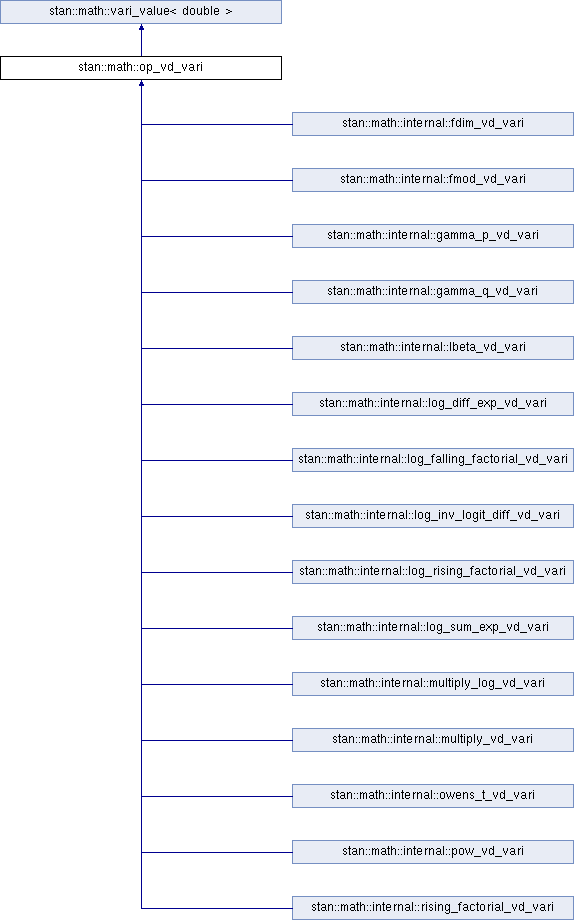 stan::math::vari_value< double >
stan::math::op_vd_vari
stan::math::internal::fdim_vd_vari
stan::math::internal::fmod_vd_vari
stan::math::internal::gamma_p_vd_vari
stan::math::internal::gamma_q_vd_vari
stan::math::internal::lbeta_vd_vari
stan::math::internal::log_diff_exp_vd_vari
stan::math::internal::log_falling_factorial_vd_vari
stan::math::internal::log_inv_logit_diff_vd_vari
stan::math::internal::log_rising_factorial_vd_vari
stan::math::internal::log_sum_exp_vd_vari
stan::math::internal::multiply_log_vd_vari
stan::math::internal::multiply_vd_vari
stan::math::internal::owens_t_vd_vari
stan::math::internal::pow_vd_vari
stan::math::internal::rising_factorial_vd_vari